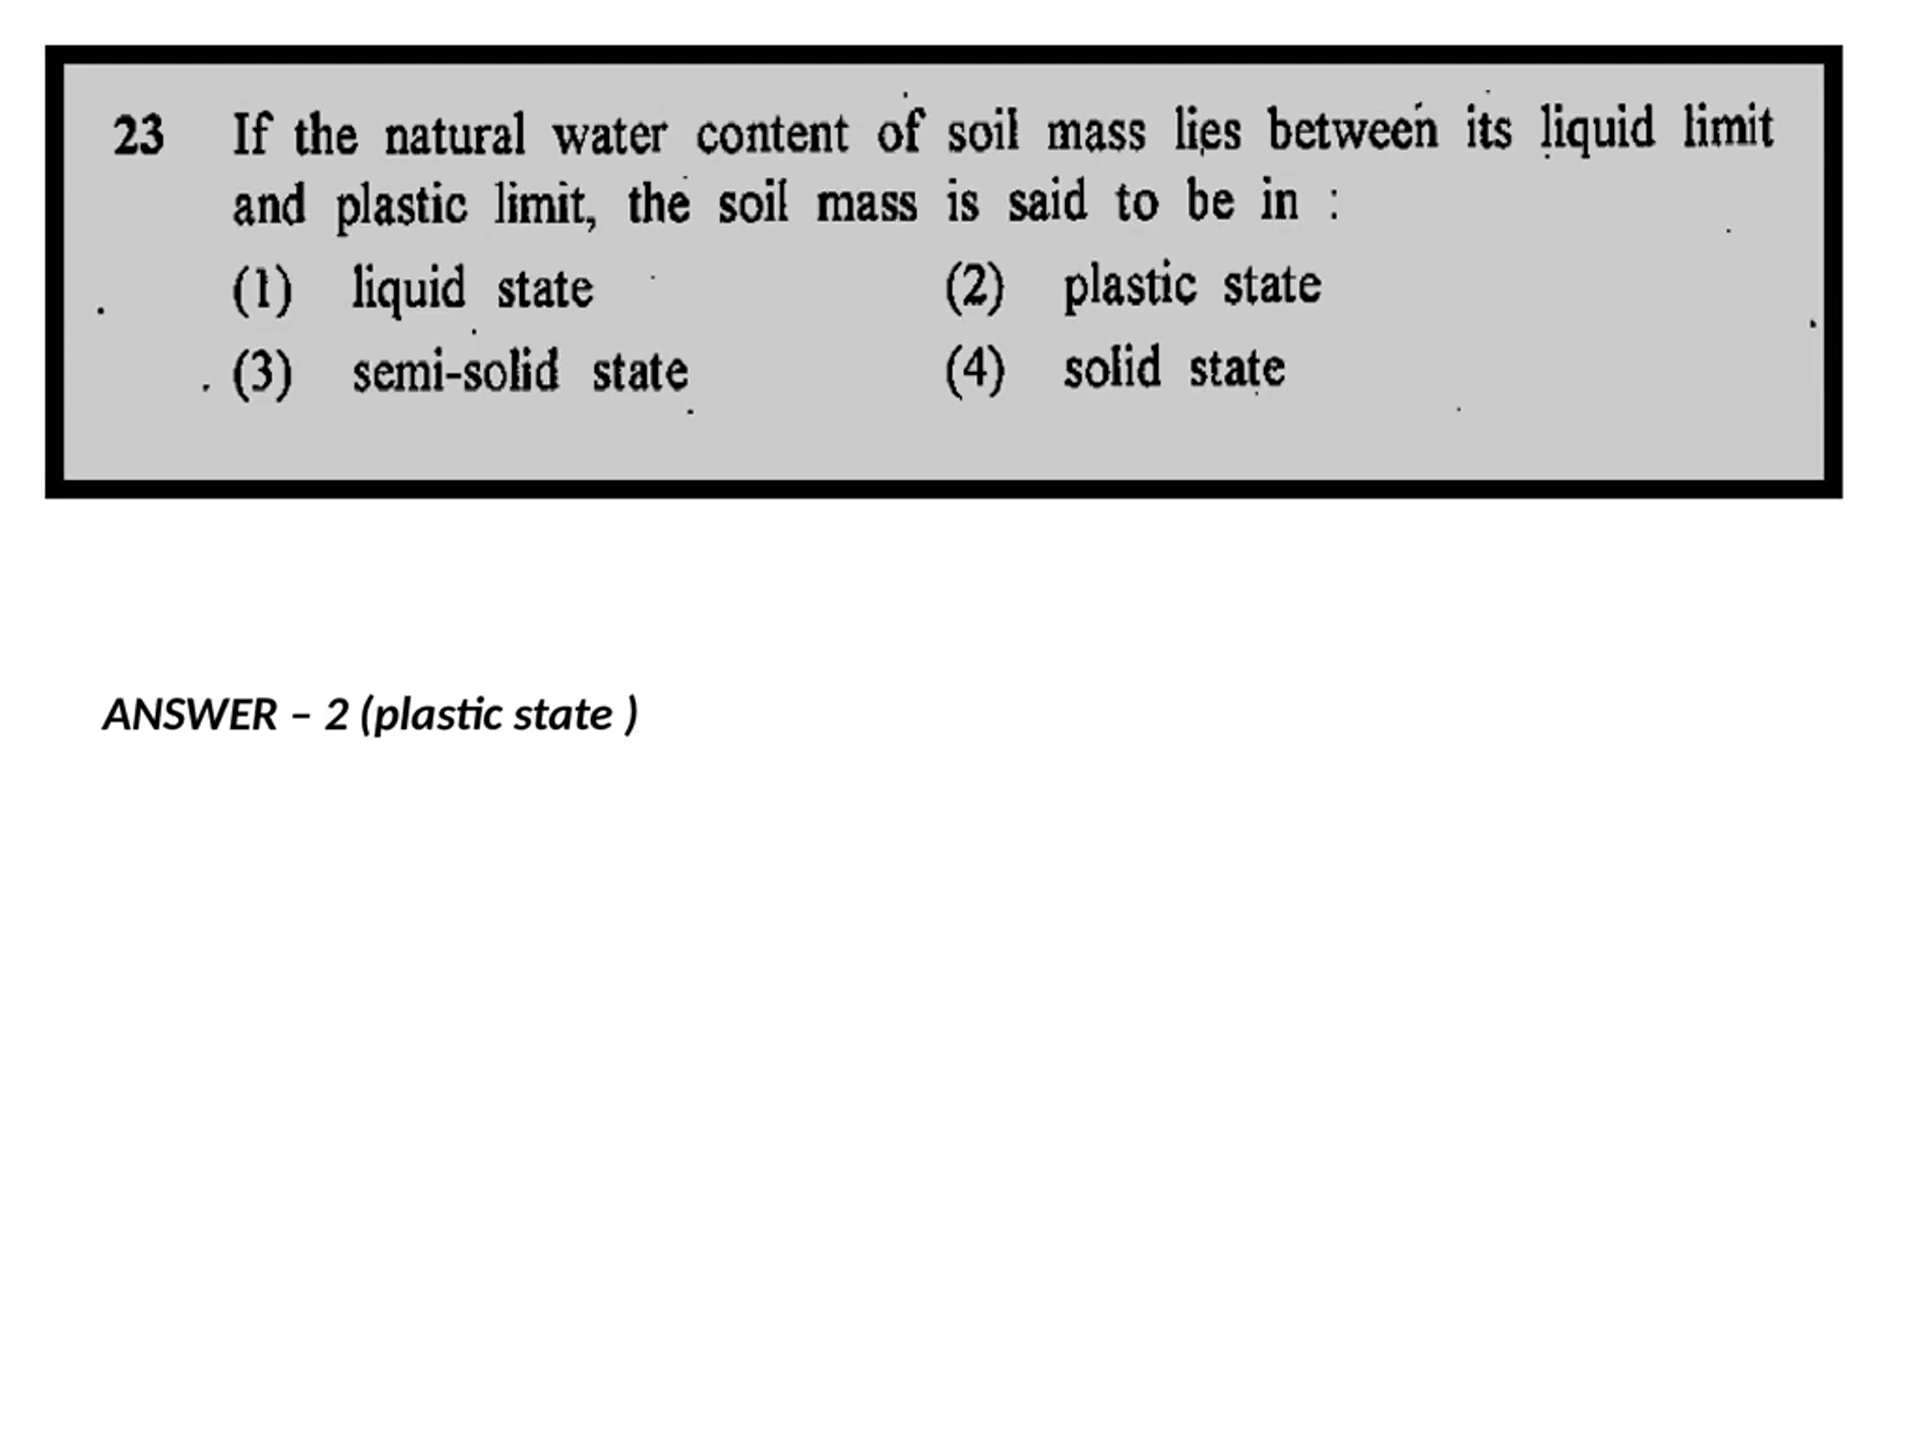 23 If the natural water content of soil mass lies between its liquid limit
and plastic limit, the soil mass is said to be in :
(1) liquid state (2) plastic state
(3) semi-solid state (4) solid state
ANSWER – 2 (plastic state )